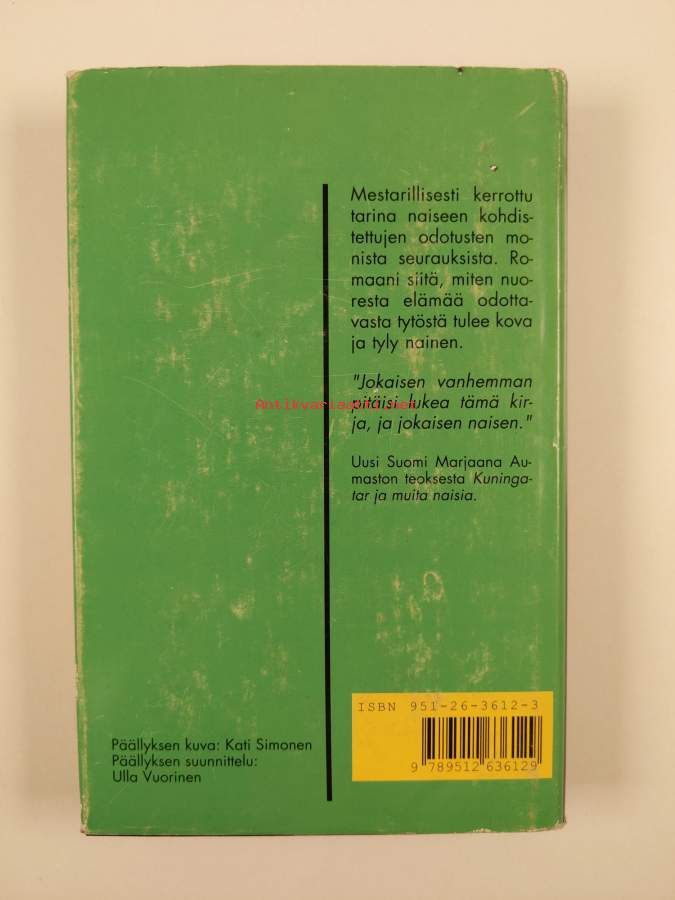 Mestarillisesti kerrottu
tarina naiseen kohdis-
tettujen odotusten mo-
nista seurauksista. Ro-
maani siitä, miten nuo-
resta elämää odotta-
vasta tytöstä tulee kova
ja tyly nainen.
"Jokaisen vanhemman
pitäisi lukea tämä kir-
ja, ja jokaisen naisen."
Antikvariaatti.net
Uusi Suomi Marjaana Au-
maston teoksesta Kuninga-
tar ja muita naisia.
ISBN 951-26-3612-3
9 789512 636129
Päällyksen kuva: Kati Simonen
Päällyksen suunnittelu:
Ulla Vuorinen